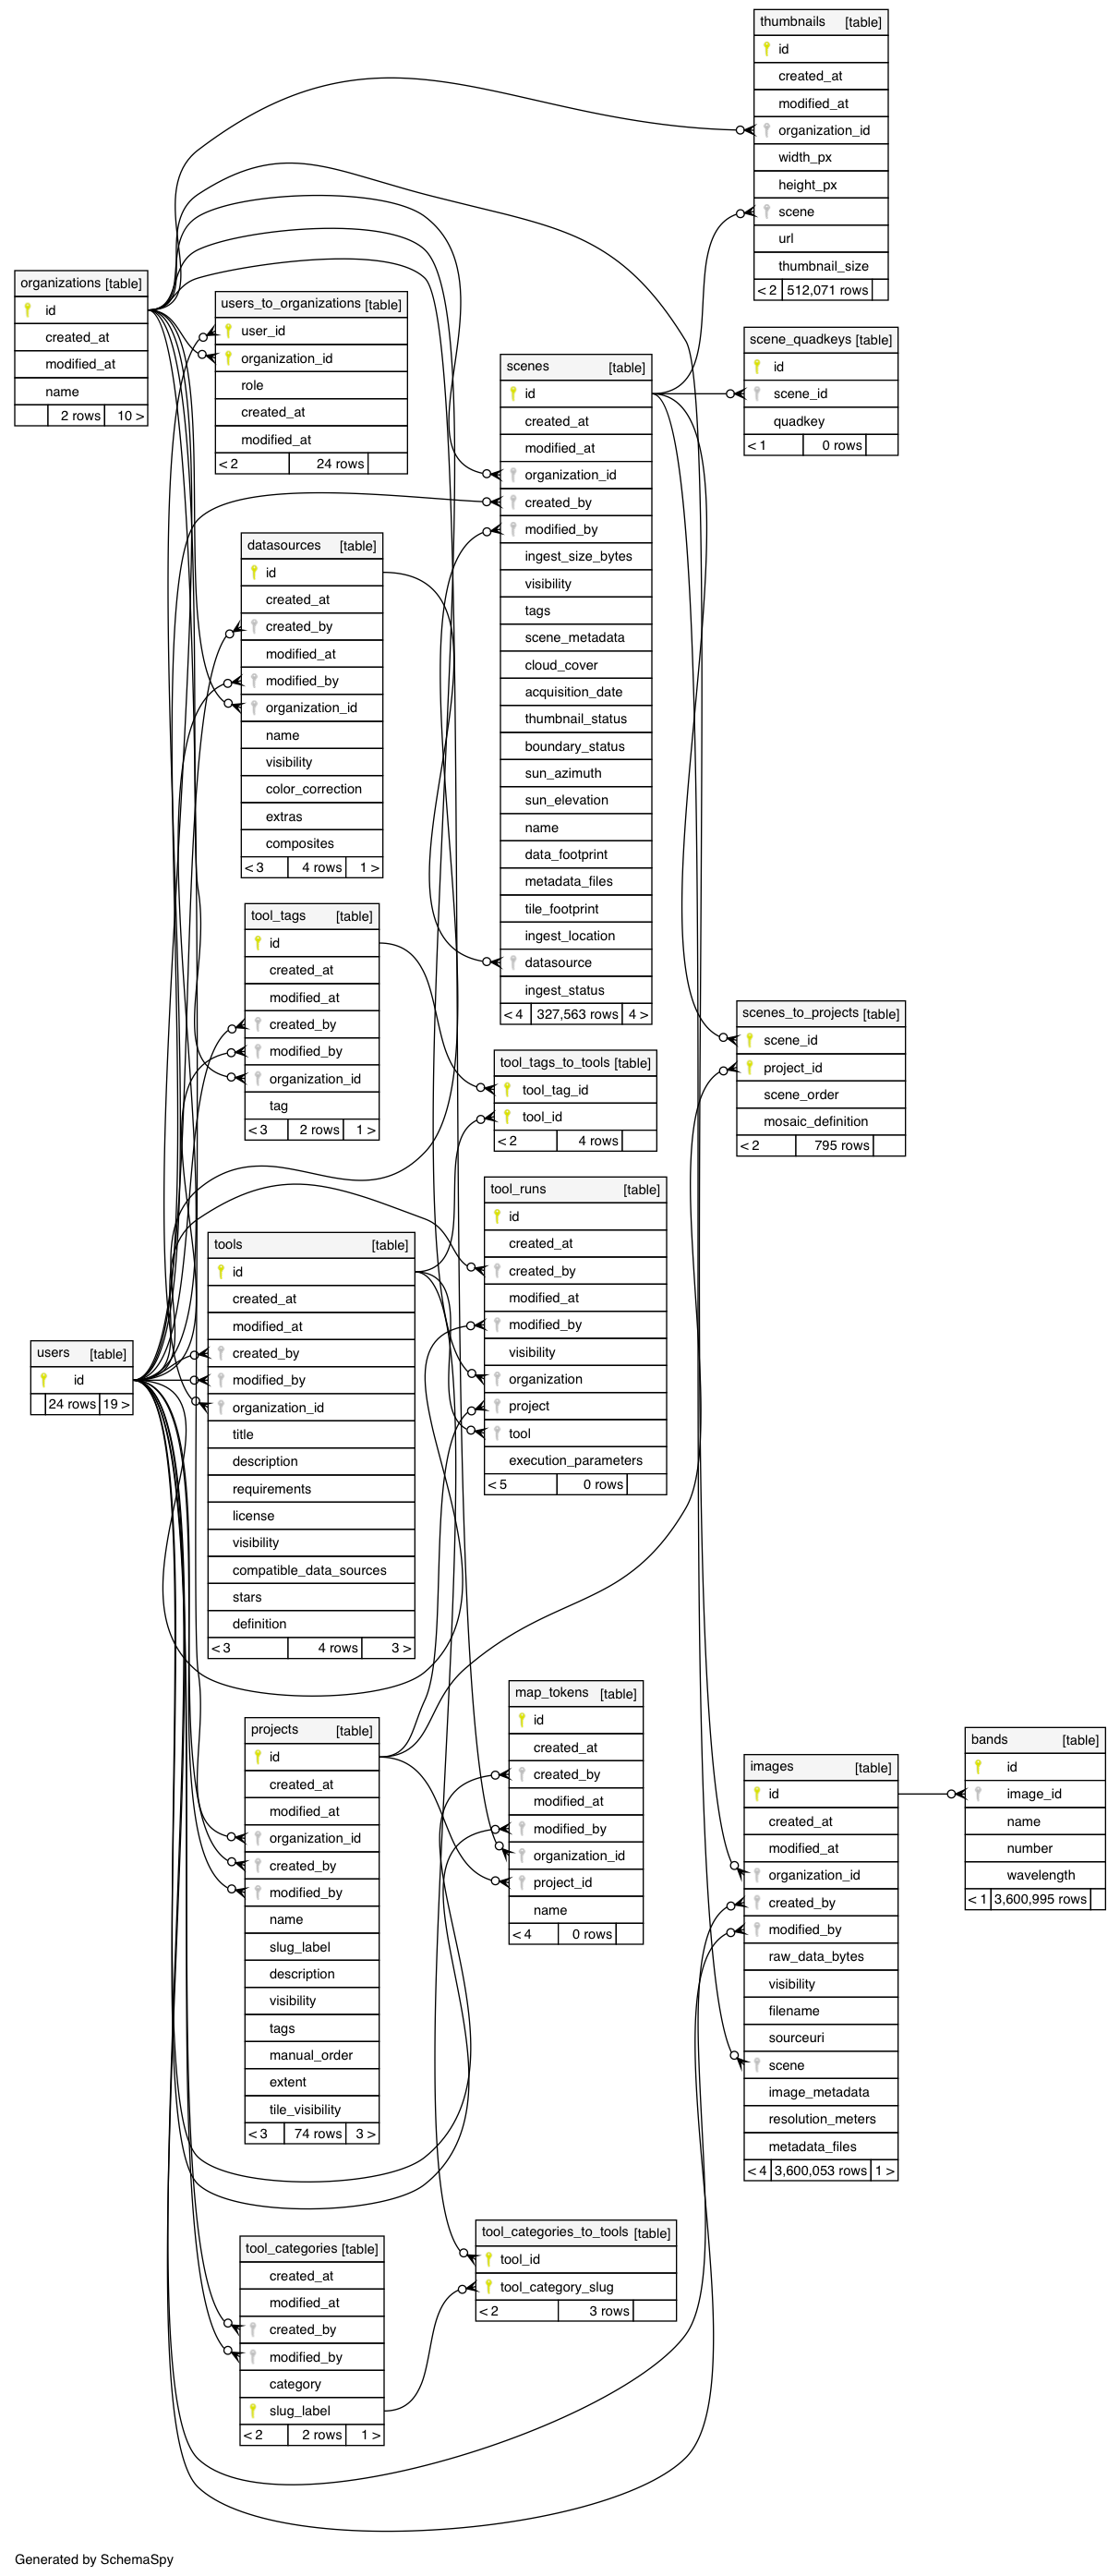 thumbnails [table]
id
created_at
modified_at
organization_id
width_px
height_px
scene
url
thumbnail_size
< 2 512,071 rows
organizations [table]
id
created_at
modified_at
name
2 rows 10 >
users_to_organizations [table]
user_id
organization_id
role
created_at
modified_at
< 2 24 rows
scene_quadkeys [table]
id
scene_id
quadkey
< 1 0 rows
scenes [table]
id
created_at
modified_at
organization_id
created_by
modified_by
ingest_size_bytes
visibility
tags
scene_metadata
cloud_cover
acquisition_date
thumbnail_status
boundary_status
sun_azimuth
sun_elevation
name
data_footprint
metadata_files
tile_footprint
ingest_location
datasource
ingest_status
< 4 327,563 rows 4 >
datasources [table]
id
created_at
created_by
modified_at
modified_by
organization_id
name
visibility
color_correction
extras
composites
< 3 4 rows 1 >
tool_tags [table]
id
created_at
modified_at
created_by
modified_by
organization_id
tag
< 3 2 rows 1 >
scenes_to_projects [table]
scene_id
project_id
scene_order
mosaic_definition
< 2 795 rows
tool_tags_to_tools [table]
tool_tag_id
tool_id
< 2 4 rows
tool_runs [table]
id
created_at
created_by
modified_at
modified_by
visibility
organization
project
tool
execution_parameters
< 5 0 rows
tools [table]
id
created_at
modified_at
created_by
modified_by
organization_id
title
description
requirements
license
visibility
compatible_data_sources
stars
definition
< 3 4 rows 3 >
users [table]
id
24 rows 19 >
map_tokens [table]
id
created_at
created_by
modified_at
modified_by
organization_id
project_id
name
< 4 0 rows
projects [table]
id
created_at
modified_at
organization_id
created_by
modified_by
name
slug_label
description
visibility
tags
manual_order
extent
tile_visibility
< 3 74 rows 3 >
images [table]
id
created_at
modified_at
organization_id
created_by
modified_by
raw_data_bytes
visibility
filename
sourceuri
scene
image_metadata
resolution_meters
metadata_files
< 4 3,600,053 rows 1 >
bands [table]
id
image_id
name
number
wavelength
< 1 3,600,995 rows
tool_categories_to_tools [table]
tool_id
tool_category_slug
< 2 3 rows
tool_categories [table]
created_at
modified_at
created_by
modified_by
category
slug_label
< 2 2 rows 1 >
Generated by SchemaSpy